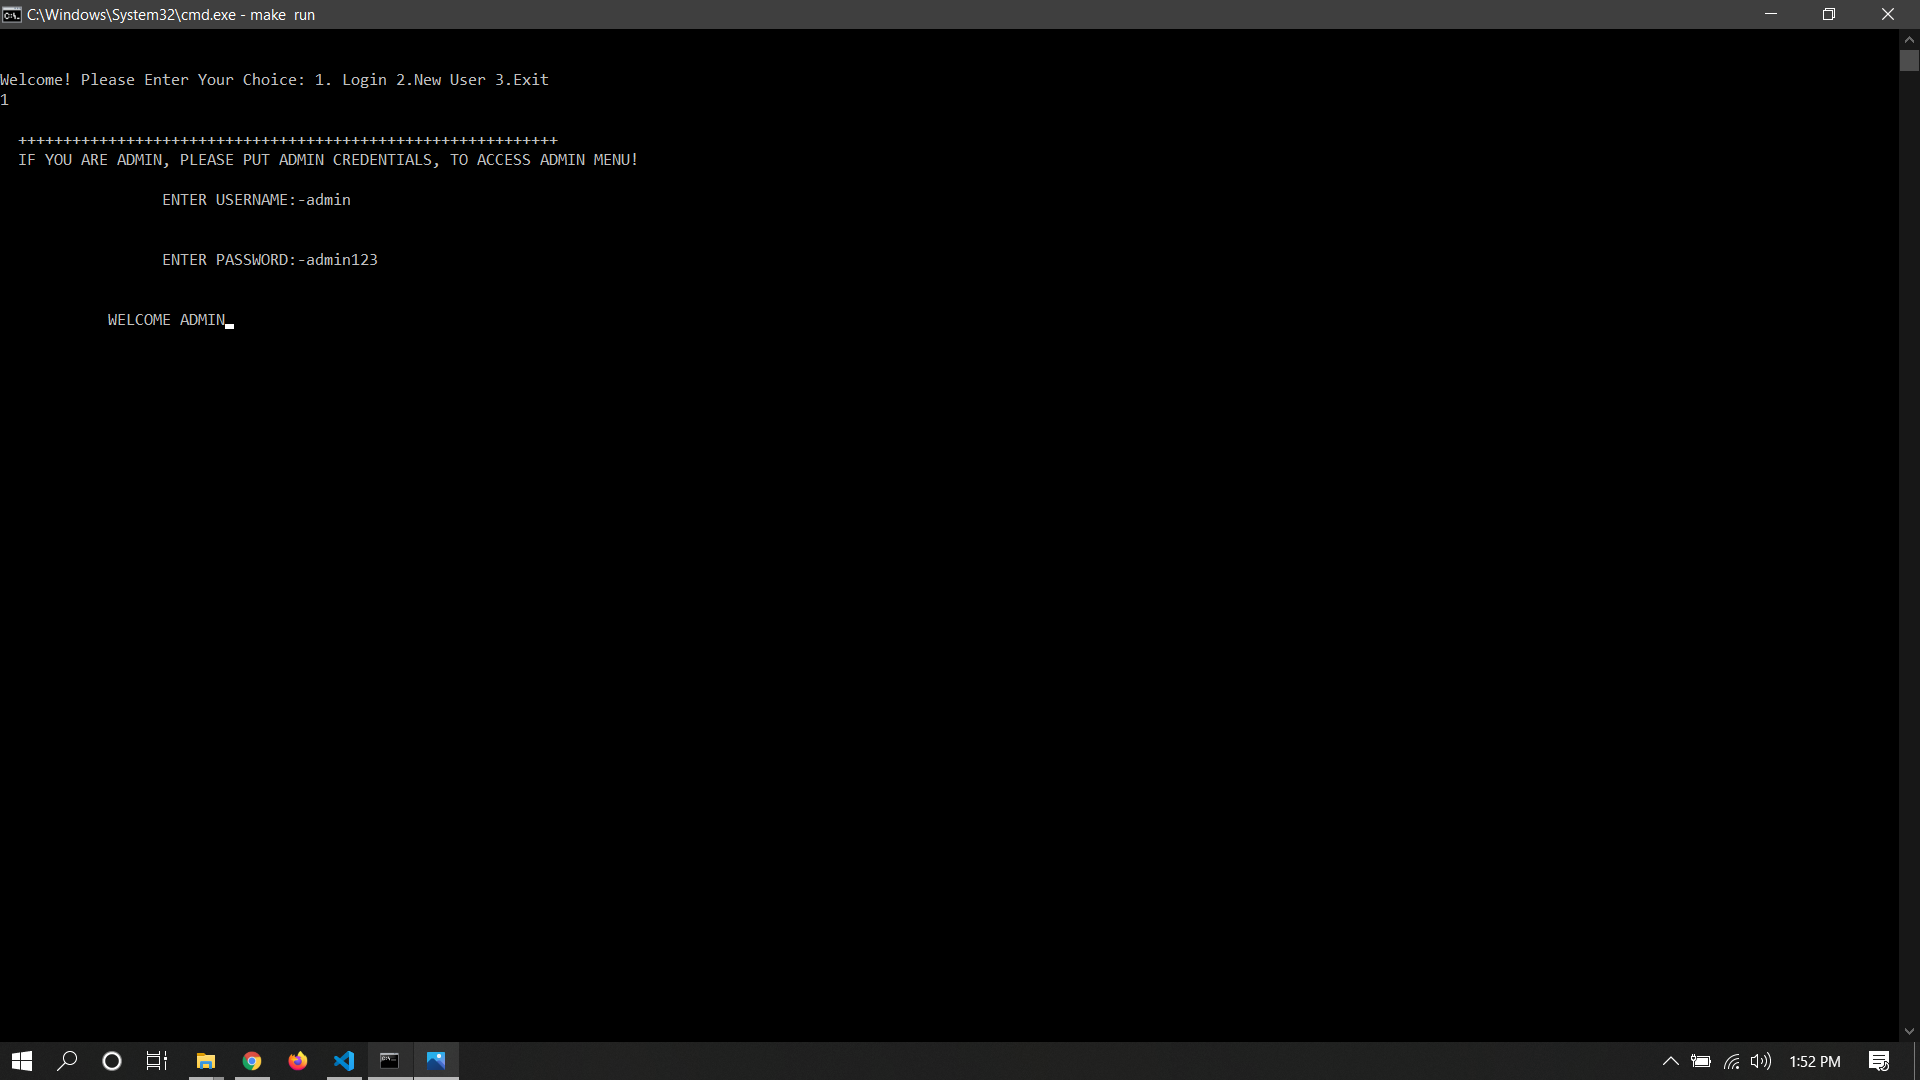 C:\Windows\System32\cmd.exe - make  run
Welcome! Please Enter Your Choice: 1. Login 2.New User 3.Exit
1
++++++++++++++++++++++++++++++++++++++++++++++++++++++++++++
IF YOU ARE ADMIN, PLEASE PUT ADMIN CREDENTIALS, TO ACCESS ADMIN MENU!
ENTER USERNAME:-admin
ENTER PASSWORD:-admin123
WELCOME ADMIN
1:52 PM